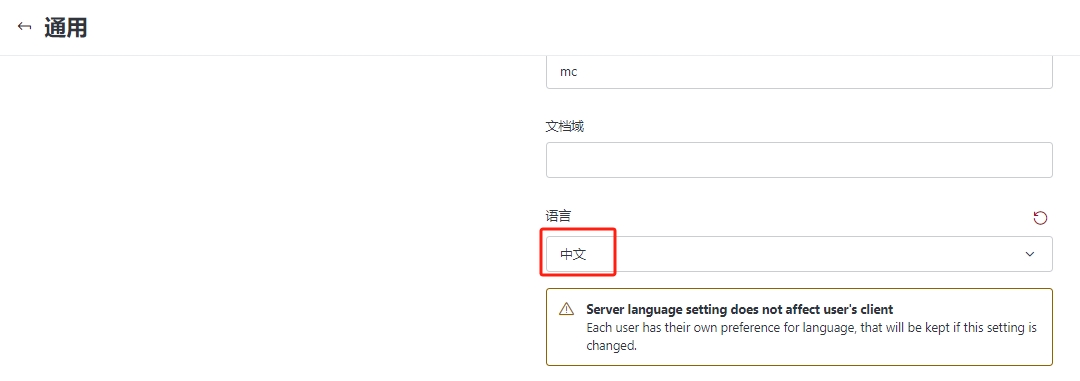 通用
mc
文档域
语言
中文
Server language setting does not affect user's client
Each user has their own preference for language, that will be kept if this setting is
changed.